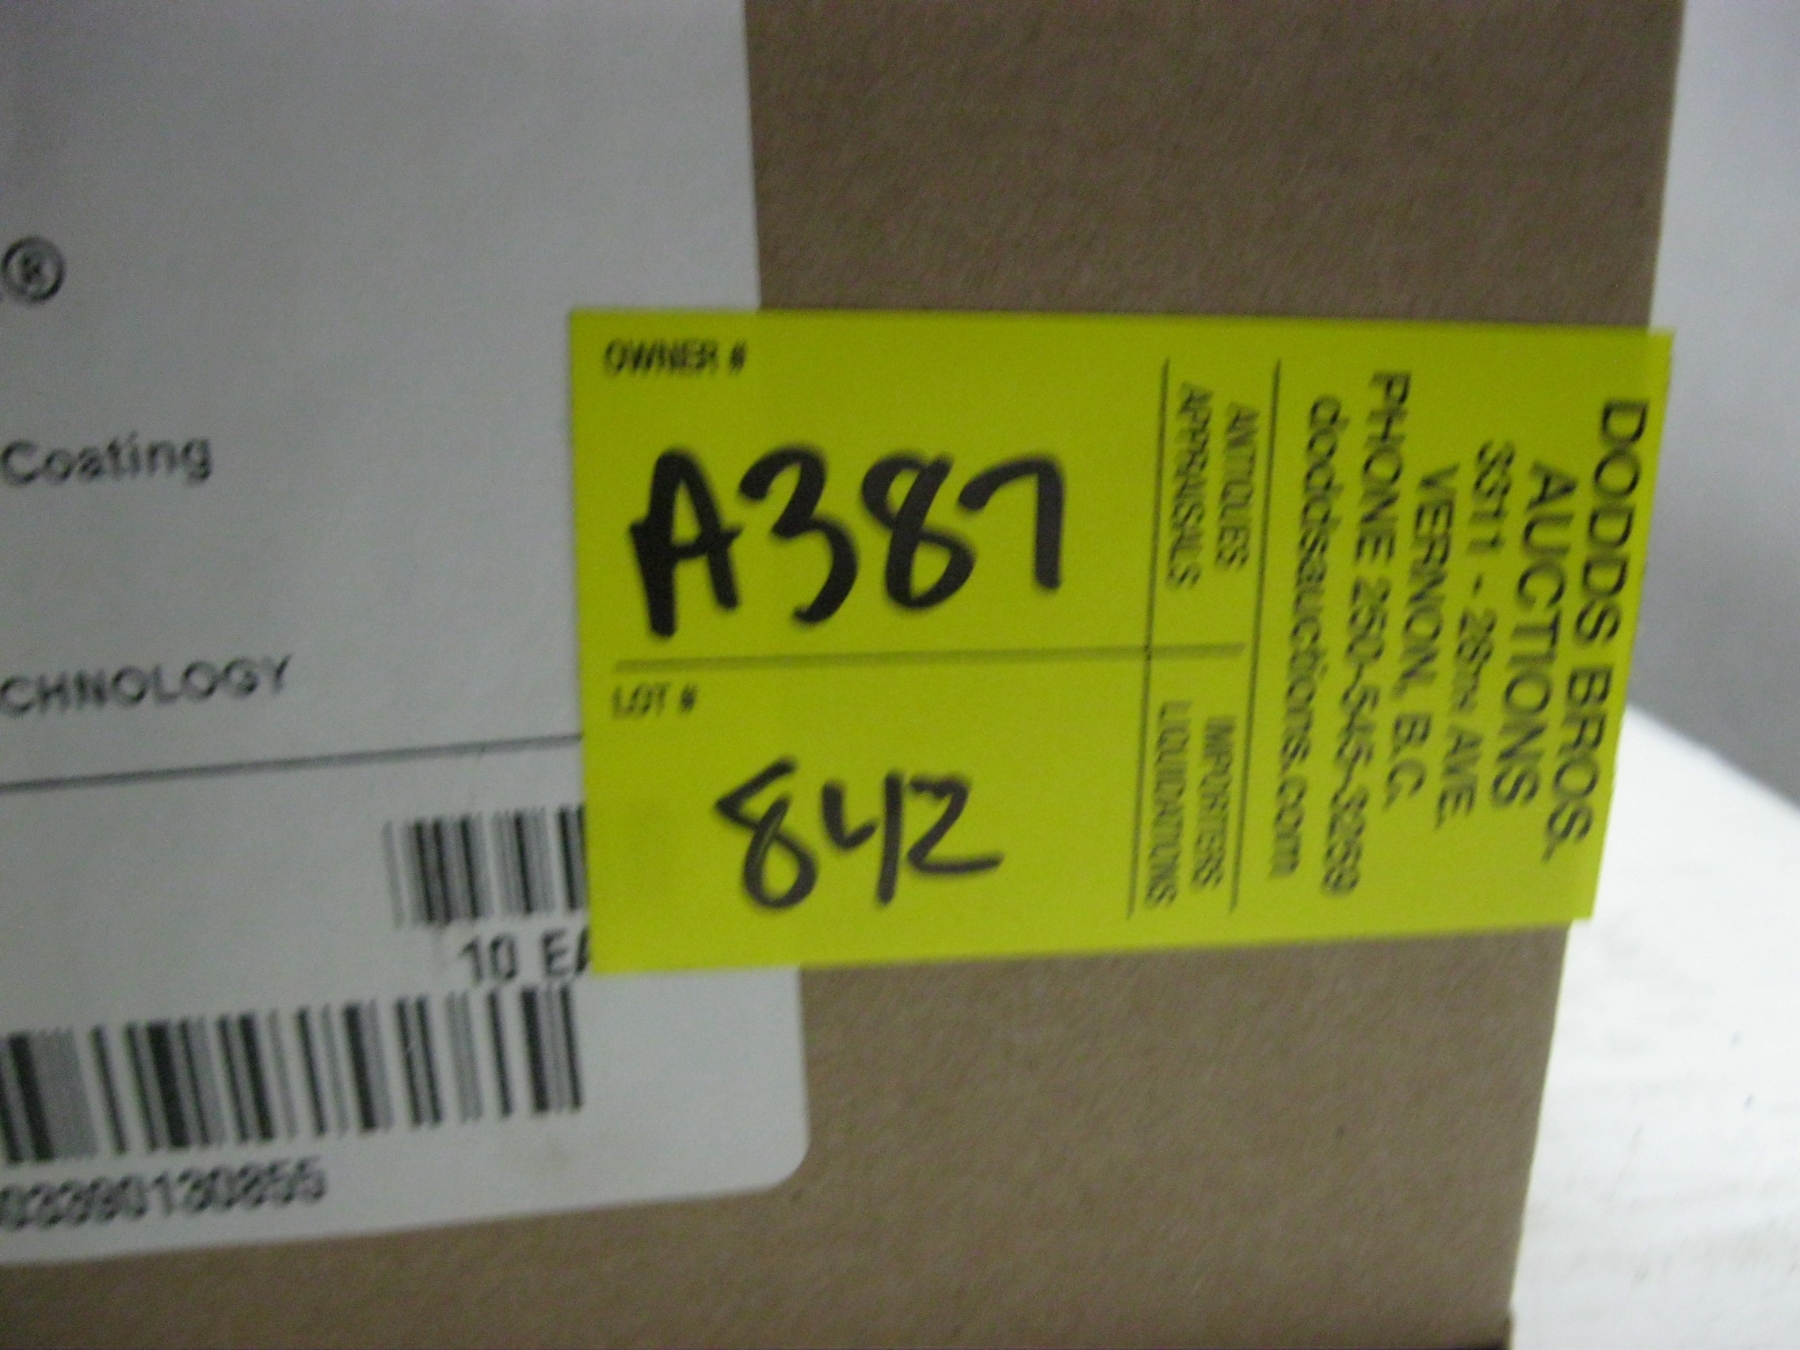 ®
Coating
CHNOLOGY
10 EA
03390130855
OWNER #
A387
LOT #
842
ANTIQUES
APPRAISALS
IMPORTERS
LIQUIDATIONS
DODDS BROS.
AUCTIONS
3311 - 28TH AVE.
VERNON, B.C.
PHONE 250-545-3259
doddsauctions.com